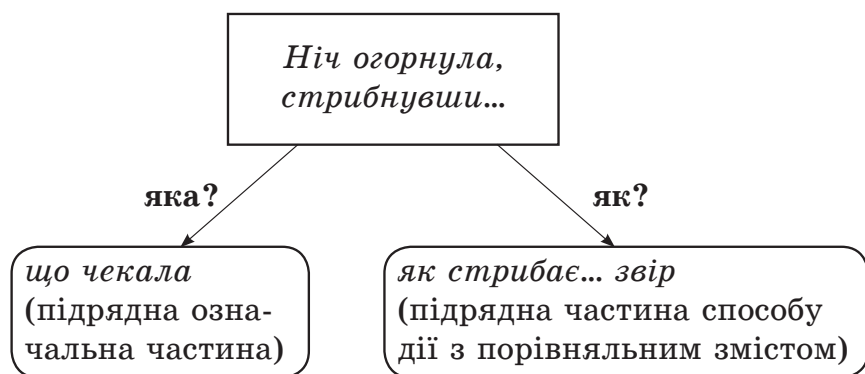 Ніч огорнула,
стрибнувши...
яка?
як?
що чекала
(підрядна озна-
чальна частина)
як стрибає... звір
(підрядна частина способу
дії з порівняльним змістом)